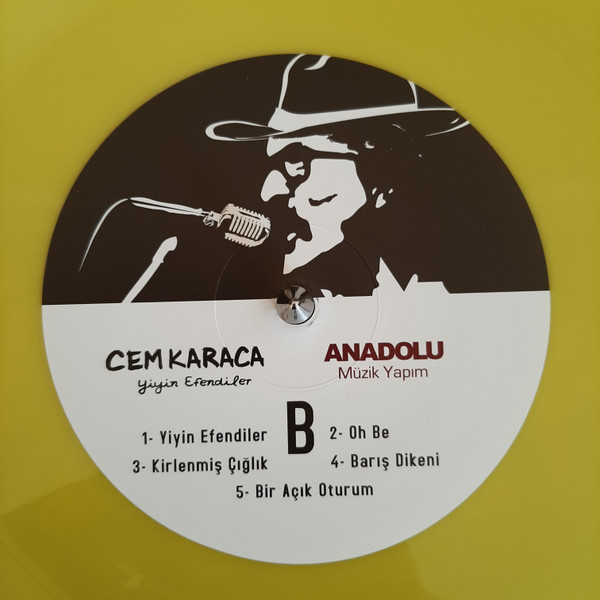 CEM KARACA
Yiyin Efendiler
ANADOLU
Müzik Yapım
B
1- Yiyin Efendiler
2- Oh Be
3- Kirlenmiş Çığlık
4- Barış Dikeni
5- Bir Açık Oturum